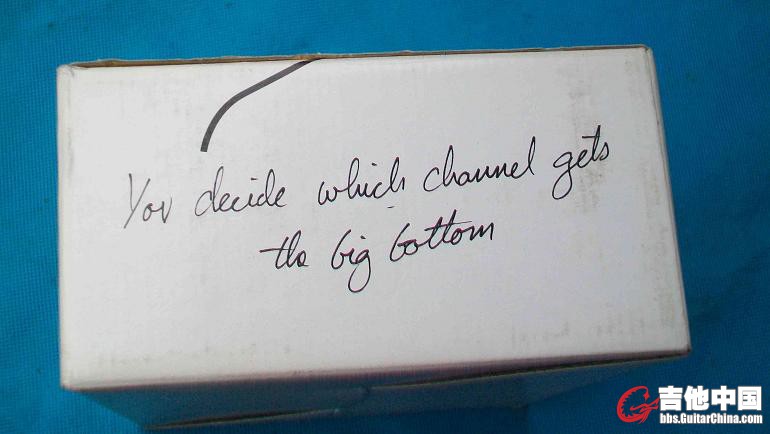 You decide which channel gets
the big bottom
吉他中国
bbs.GuitarChina.com